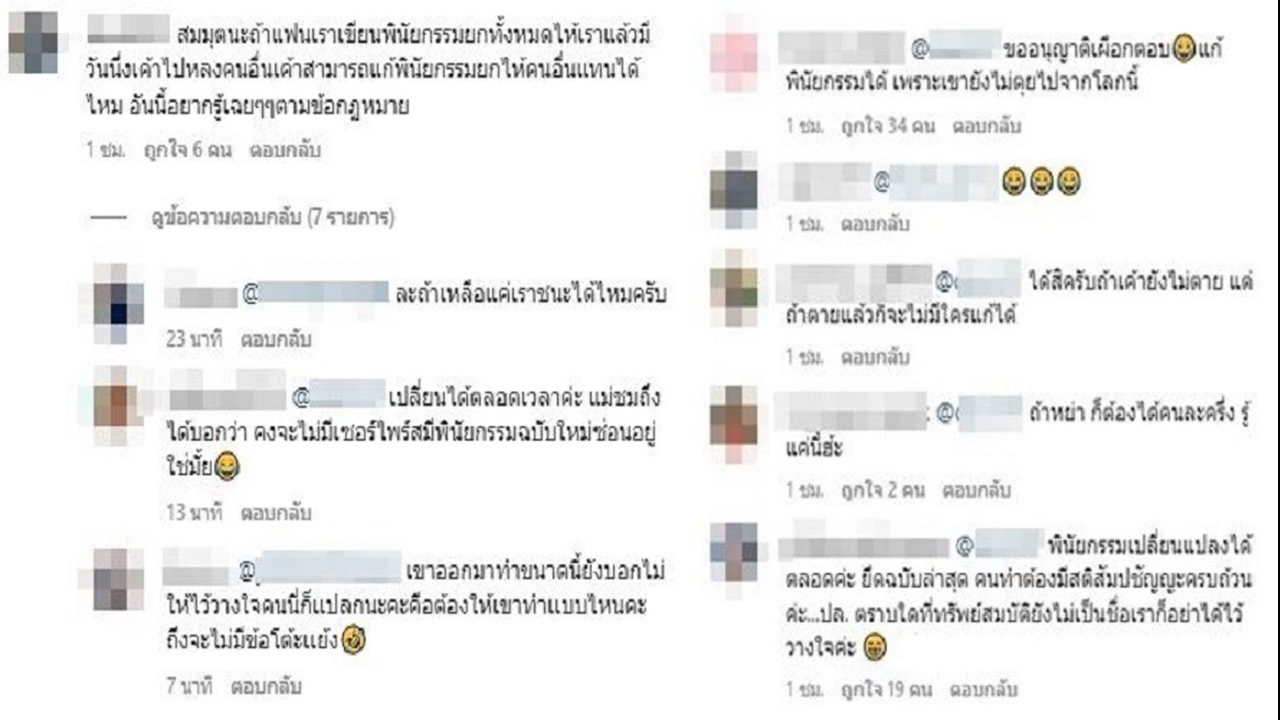 สมมุตนะถ้าแฟนเราเขียนพินัยกรรมยกทั้งหมดให้เราแล้วมี
วันนึ่งเค้าไปหลงคนอื่นเค้าสามารถแก้พินัยกรรมยกให้คนอื่นแทนได้
ไหม อันนี้อยากรู้เฉยๆๆตามข้อกฎหมาย
1 ชม. ถูกใจ 6 คน ตอบกลับ
ดูข้อความตอบกลับ (7 รายการ)
@ ละถ้าเหลือแค่เราชนะได้ไหมครับ
23 นาที ตอบกลับ
@ เปลี่ยนได้ตลอดเวลาค่ะ แม่ชมถึง
ได้บอกว่า คงจะไม่มีเซอร์ไพร์สมีพินัยกรรมฉบับใหม่ซ่อนอยู่
ใช่มั้ย😂
13 นาที ตอบกลับ
@ เขาออกมาทำขนาดนี้ยังบอกไม่
ให้ไว้วางใจคนนี่ก็แปลกนะคะคือต้องให้เขาทำแบบไหนคะ
ถึงจะไม่มีข้อโต้ะแย้ง🤣
7 นาที ตอบกลับ
@ ขออนุญาติเผือกตอบ😂แก้
พินัยกรรมได้ เพราะเขายังไม่ตุยไปจากโลกนี้
1 ชม. ถูกใจ 34 คน ตอบกลับ
@ 😂😂😂
1 ชม. ตอบกลับ
@ ได้สิครับถ้าเค้ายังไม่ตาย แต่
ถ้าตายแล้วก็จะไม่มีใครแก้ได้
1 ชม. ตอบกลับ
@ ถ้าหย่า ก็ต้องได้คนละครึ่ง รู้
แค่นี้ฮ้ะ
1 ชม. ถูกใจ 2 คน ตอบกลับ
@ พินัยกรรมเปลี่ยนแปลงได้
ตลอดค่ะ ยึดฉบับล่าสุด คนทำต้องมีสติสัมปชัญญะครบถ้วน
ค่ะ...ปล. ตราบใดที่ทรัพย์สมบัติยังไม่เป็นชื่อเราก็อย่าได้ไว้
วางใจค่ะ 😁
1 ชม. ถูกใจ 19 คน ตอบกลับ